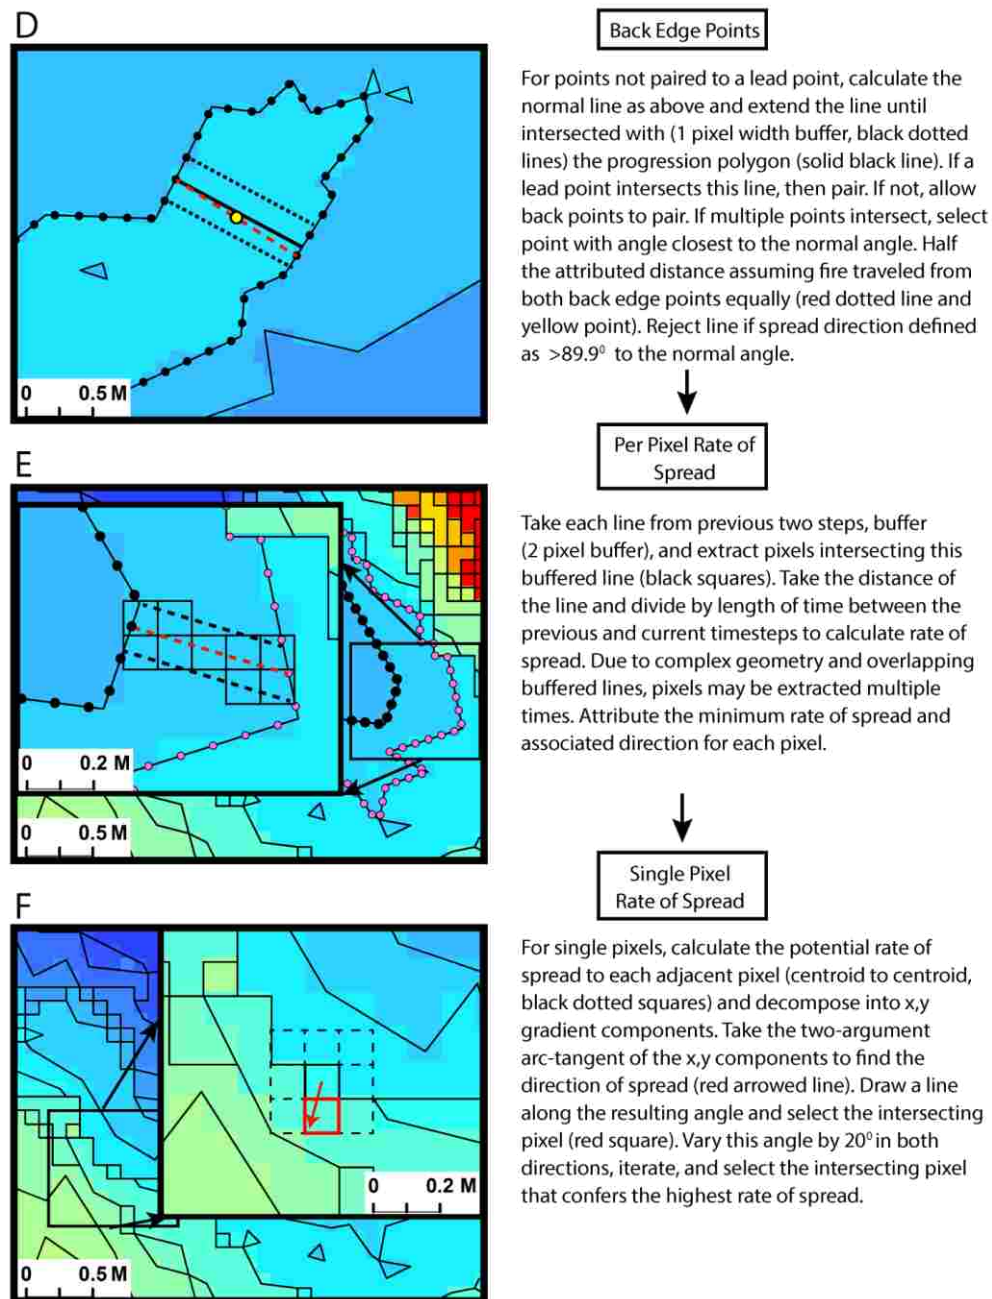 D
Back Edge Points
For points not paired to a lead point, calculate the
normal line as above and extend the line until
intersected with (1 pixel width buffer, black dotted
lines) the progression polygon (solid black line). If a
lead point intersects this line, then pair. If not, allow
back points to pair. If multiple points intersect, select
point with angle closest to the normal angle. Half
the attributed distance assuming fire traveled from
both back edge points equally (red dotted line and
yellow point). Reject line if spread direction defined
as >89.9⁰ to the normal angle.
0 0.5 M
E
Per Pixel Rate of
Spread
Take each line from previous two steps, buffer
(2 pixel buffer), and extract pixels intersecting this
buffered line (black squares). Take the distance of
the line and divide by length of time between the
previous and current timesteps to calculate rate of
spread. Due to complex geometry and overlapping
buffered lines, pixels may be extracted multiple
times. Attribute the minimum rate of spread and
associated direction for each pixel.
0 0.2 M
0 0.5 M
F
Single Pixel
Rate of Spread
For single pixels, calculate the potential rate of
spread to each adjacent pixel (centroid to centroid,
black dotted squares) and decompose into x,y
gradient components. Take the two-argument
arc-tangent of the x,y components to find the
direction of spread (red arrowed line). Draw a line
along the resulting angle and select the intersecting
pixel (red square). Vary this angle by 20⁰ in both
directions, iterate, and select the intersecting pixel
that confers the highest rate of spread.
0 0.2 M
0 0.5 M